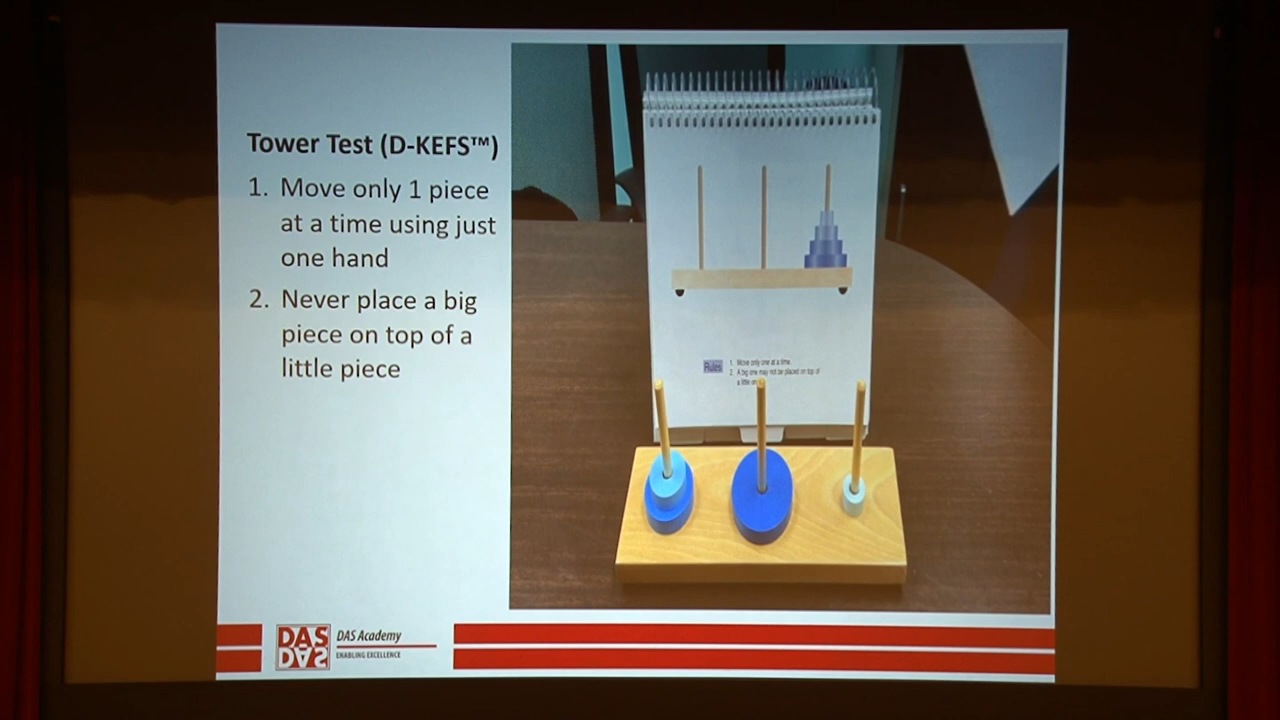 Tower Test (D-KEFS™)
1. Move only 1 piece
at a time using just
one hand
2. Never place a big
piece on top of a
little piece
Rules
1. Move only one at a time.
2. A big one may not be placed on top of
a little
DAS
DAS
DAS Academy
ENABLING EXCELLENCE